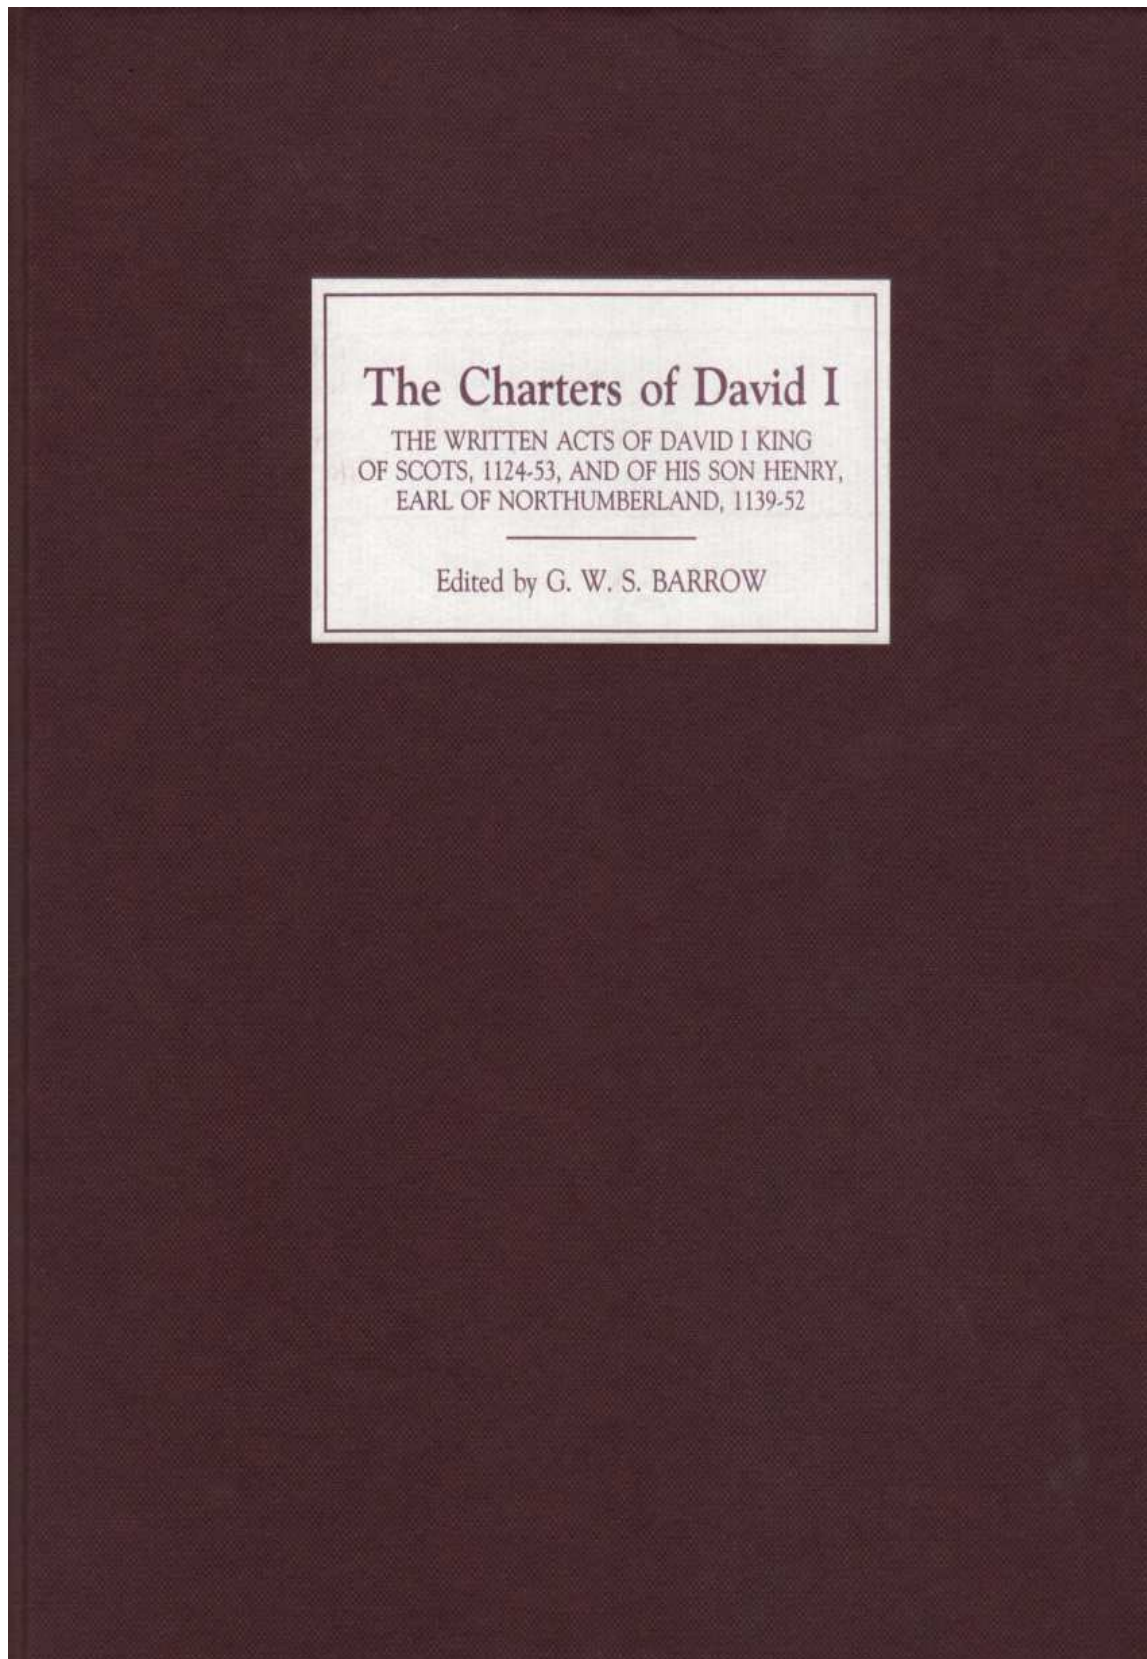 The Charters of David I
THE WRITTEN ACTS OF DAVID I KING
OF SCOTS, 1124-53, AND OF HIS SON HENRY,
EARL OF NORTHUMBERLAND, 1139-52
Edited by G. W. S. BARROW